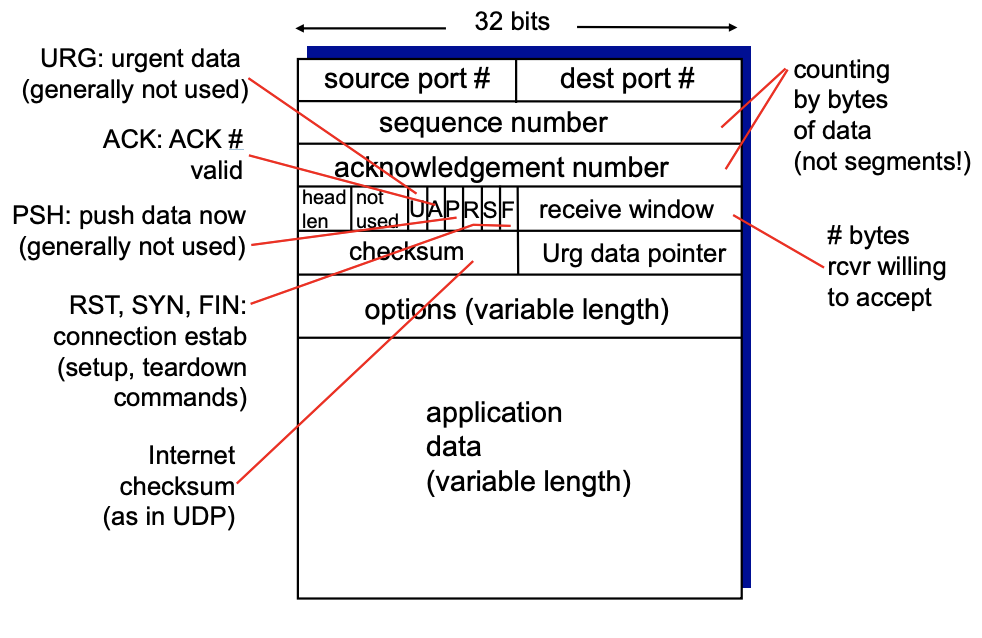 32 bits
URG: urgent data
(generally not used)
ACK: ACK #
valid
PSH: push data now
(generally not used)
RST, SYN, FIN:
connection estab
(setup, teardown
commands)
Internet
checksum
(as in UDP)
source port #
dest port #
sequence number
acknowledgement number
head
len
not
used
U A P R S F
receive window
checksum
Urg data pointer
options (variable length)
application
data
(variable length)
counting
by bytes
of data
(not segments!)
# bytes
rcvr willing
to accept